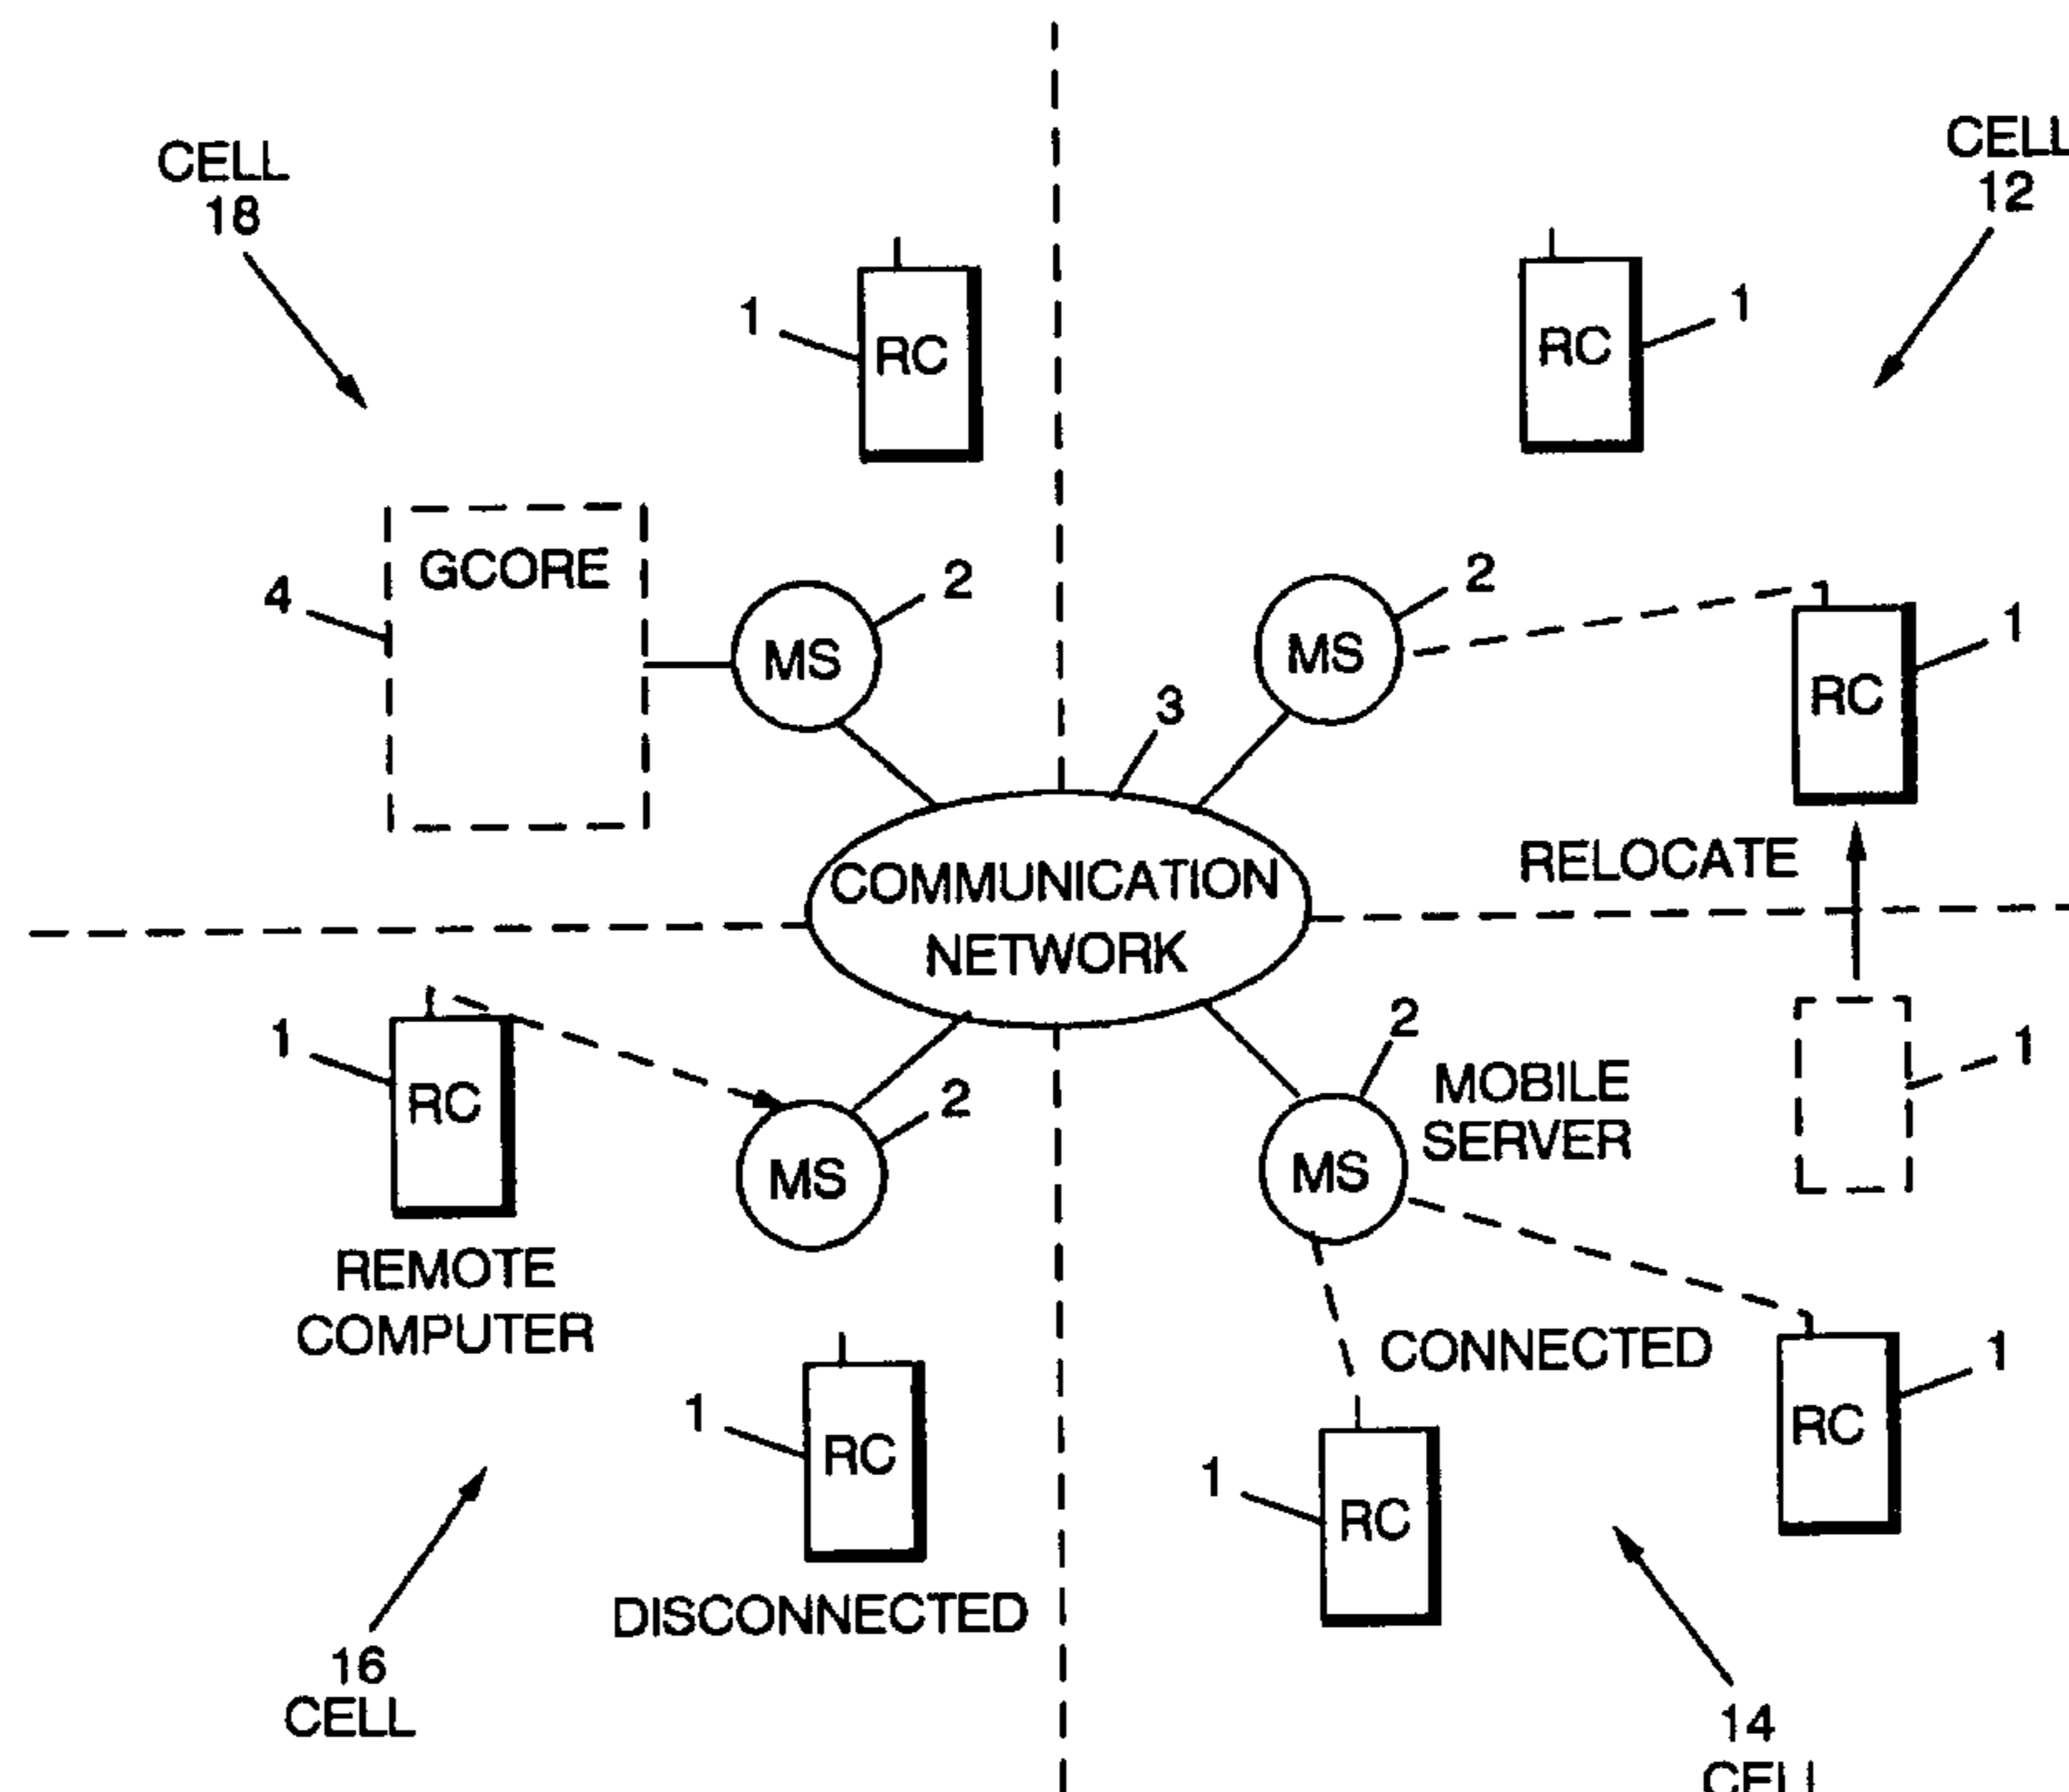 CELL
18
CELL
12
1
RC
RC
1
GCORE
4
MS
2
MS
2
RC
1
3
RELOCATE
COMMUNICATION
NETWORK
1
RC
MS
2
REMOTE
COMPUTER
2
MOBILE
SERVER
MS
1
CONNECTED
RC
1
1
RC
1
RC
DISCONNECTED
16
CELL
14
CELL